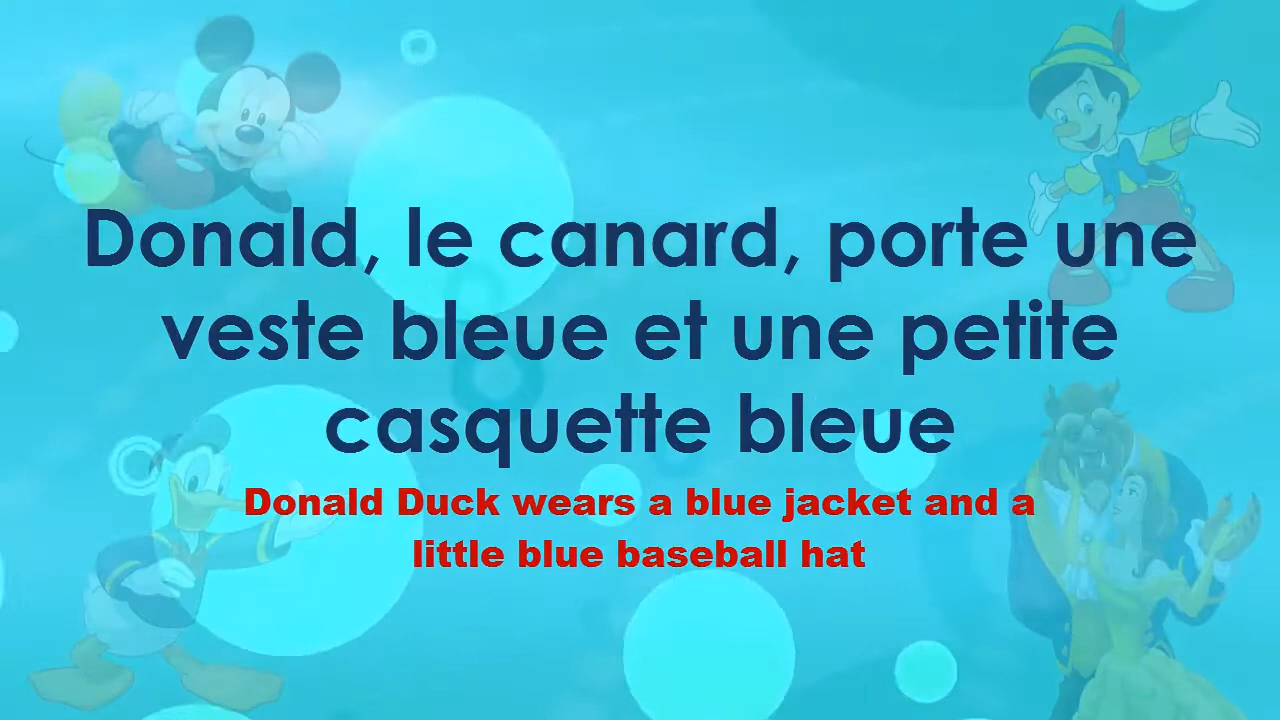 Donald, le canard, porte une
veste bleue et une petite
casquette bleue
Donald Duck wears a blue jacket and a
little blue baseball hat